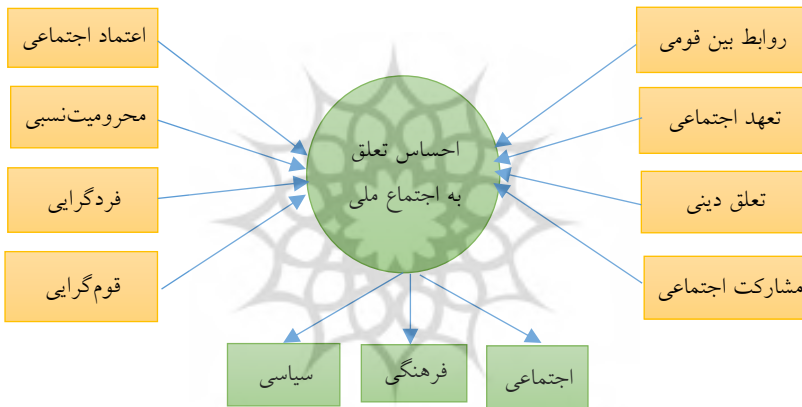 روابط بین قومی
تعهد اجتماعی
تعلق دینی
مشارکت اجتماعی
احساس تعلق
به اجتماع ملی
اعتماد اجتماعی
محرومیت‌نسبی
فردگرایی
قوم‌گرایی
اجتماعی
فرهنگی
سیاسی